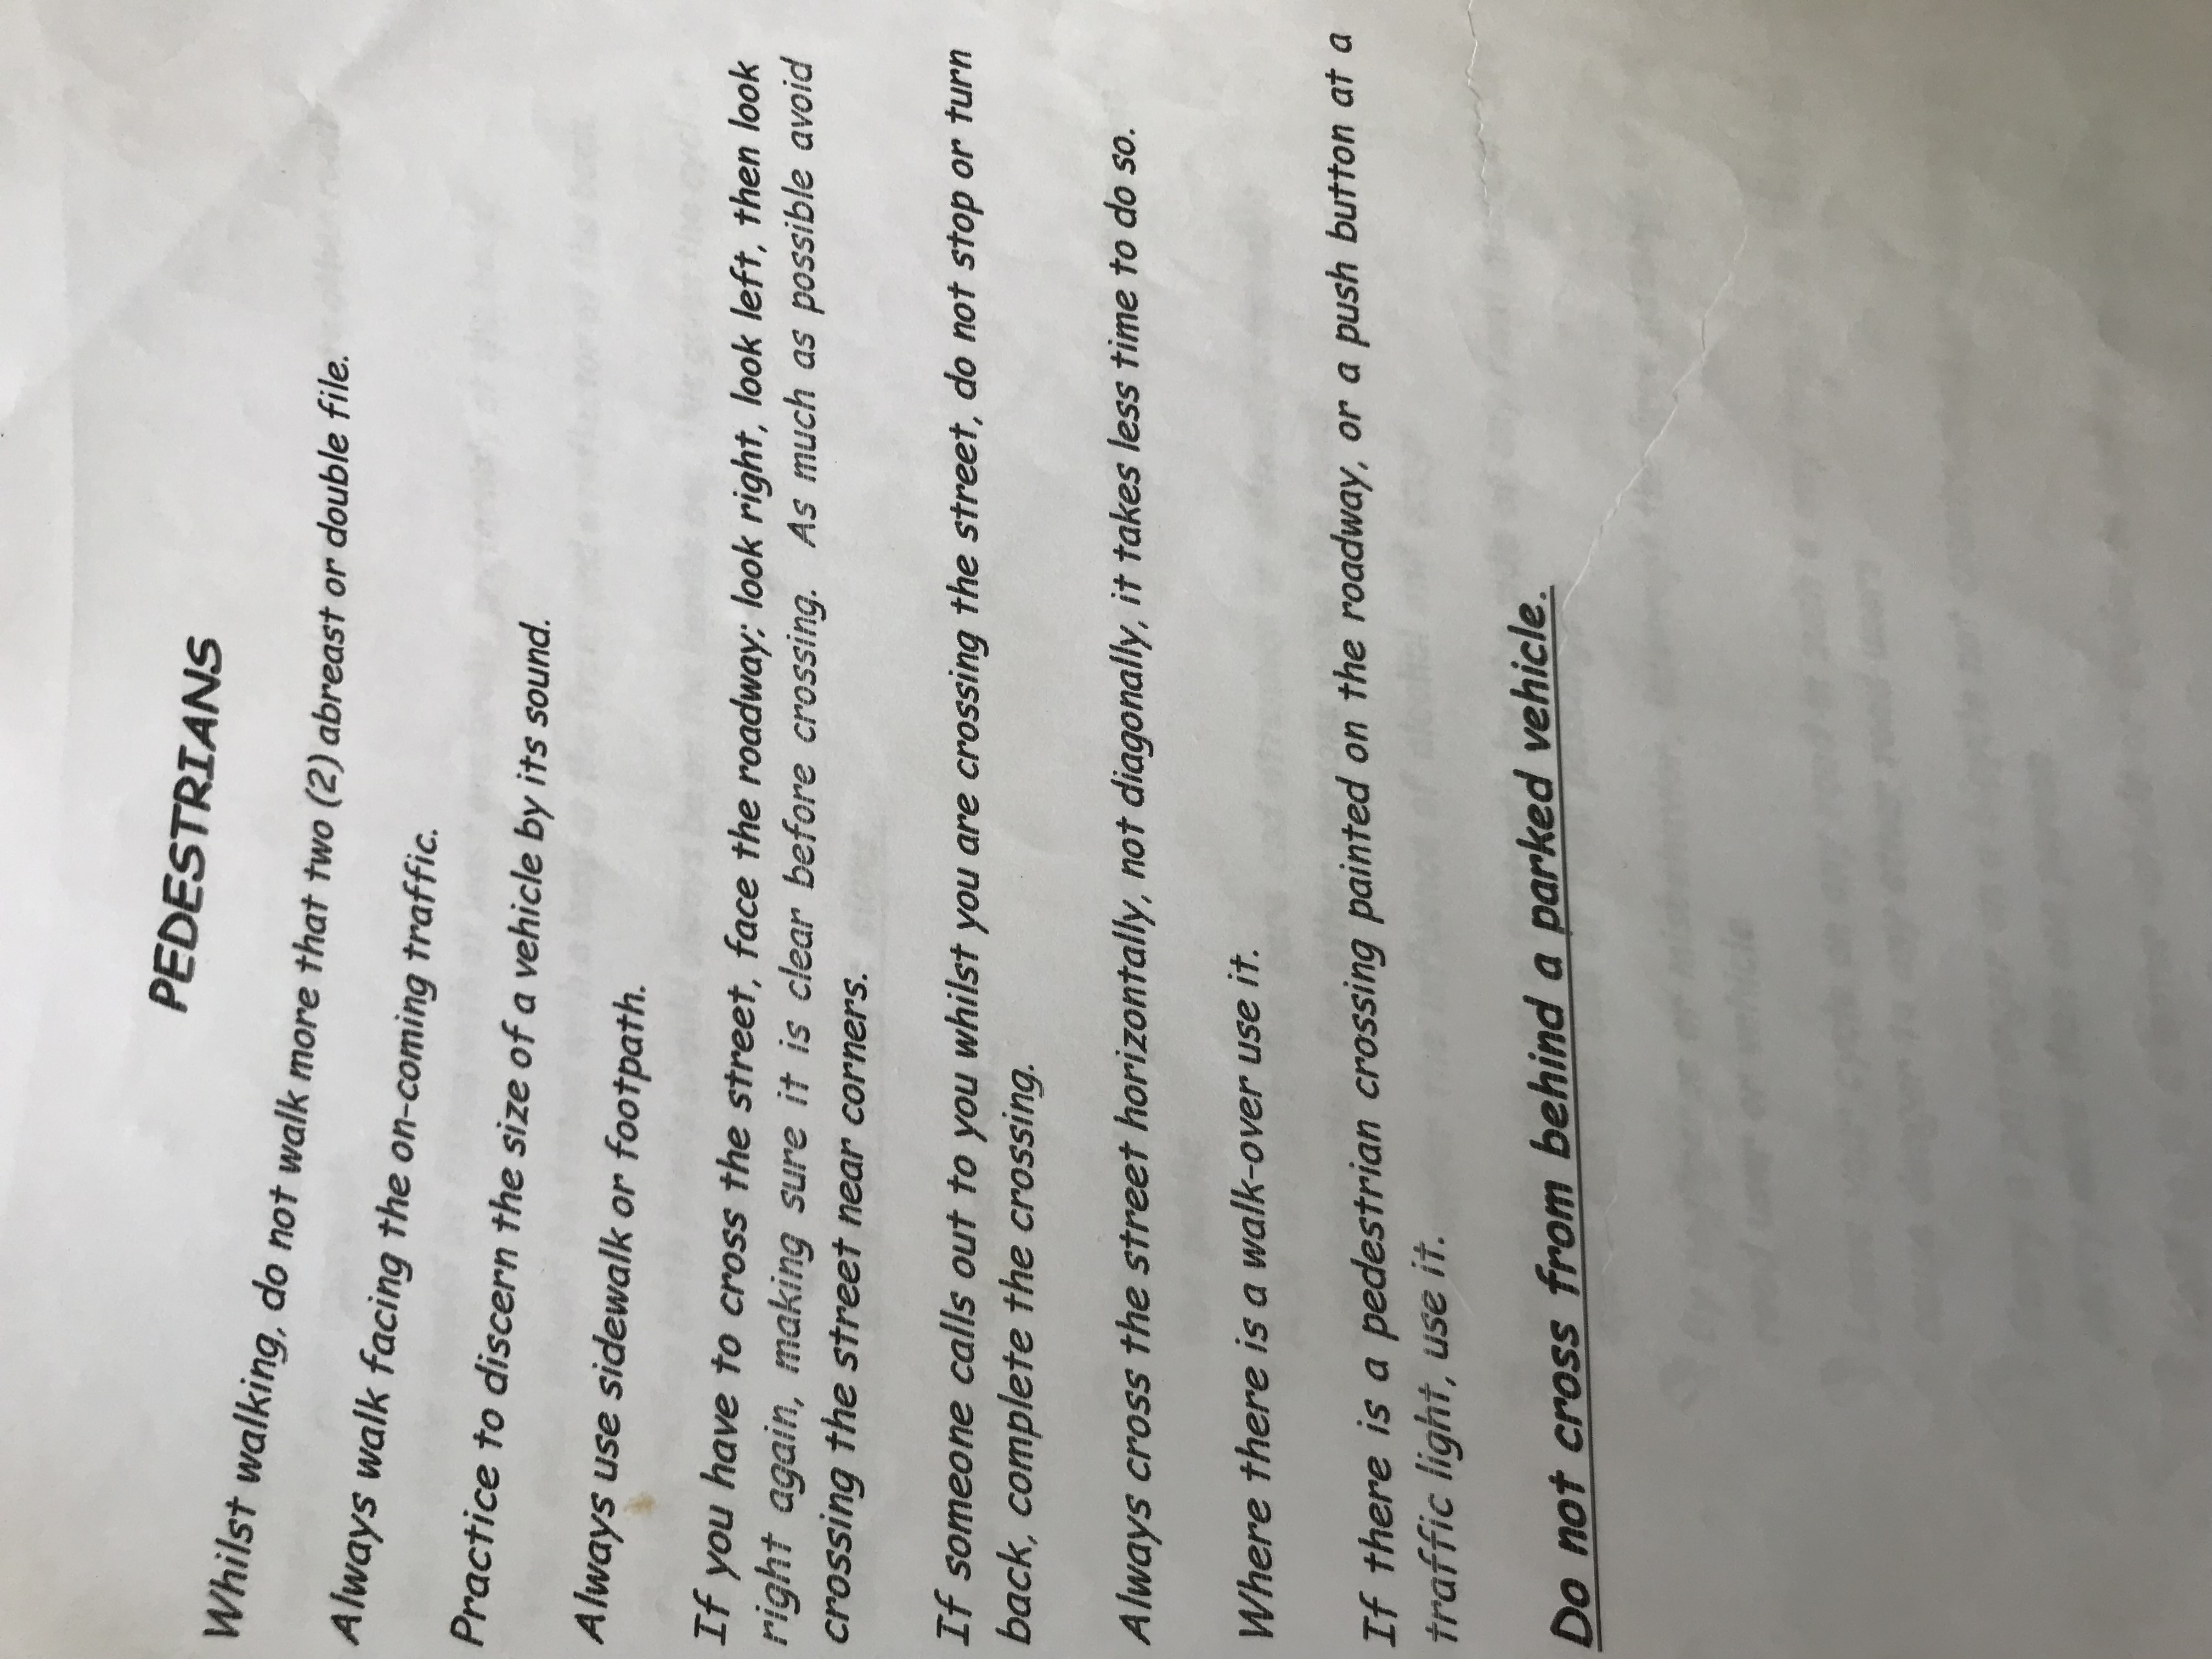 PEDESTRIANS
Whilst walking, do not walk more that two (2) abreast or double file.
Always walk facing the on-coming traffic.
Practice to discern the size of a vehicle by its sound.
Always use sidewalk or footpath.
If you have to cross the street, face the roadway; look right, look left, then look
right again, making sure it is clear before crossing. As much as possible avoid
crossing the street near corners.
If someone calls out to you whilst you are crossing the street, do not stop or turn
back, complete the crossing.
Always cross the street horizontally, not diagonally, it takes less time to do so.
Where there is a walk-over use it.
If there is a pedestrian crossing painted on the roadway, or a push button at a
traffic light, use it.
Do not cross from behind a parked vehicle.